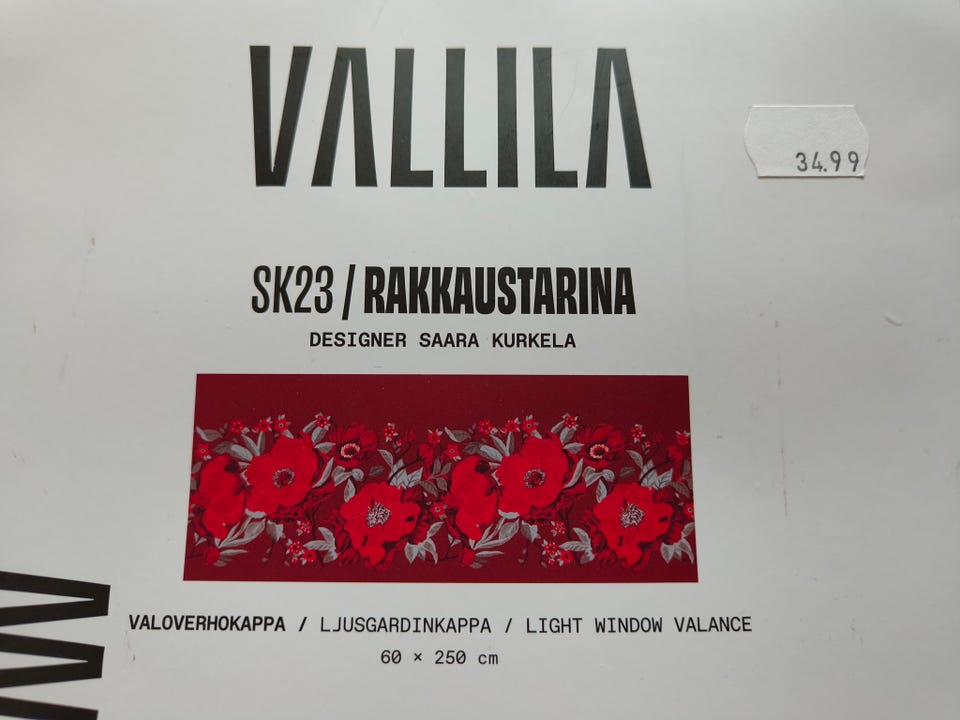 VALLILA
34.99
SK23 / RAKKAUSTARINA
DESIGNER SAARA KURKELA
VALOVERHOKAPPA / LJUSGARDINKAPPA / LIGHT WINDOW VALANCE
60 × 250 cm